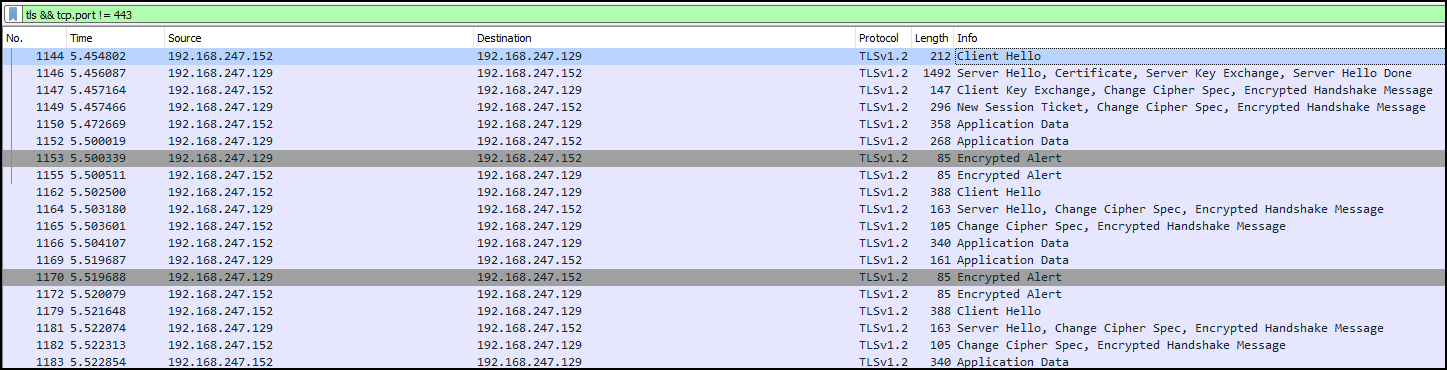 tls && tcp.port != 443
No. Time Source Destination Protocol Length Info
1144 5.454802 192.168.247.152 192.168.247.129 TLSv1.2 212 Client Hello
1146 5.456087 192.168.247.129 192.168.247.152 TLSv1.2 1492 Server Hello, Certificate, Server Key Exchange, Server Hello Done
1147 5.457164 192.168.247.152 192.168.247.129 TLSv1.2 147 Client Key Exchange, Change Cipher Spec, Encrypted Handshake Message
1149 5.457466 192.168.247.129 192.168.247.152 TLSv1.2 296 New Session Ticket, Change Cipher Spec, Encrypted Handshake Message
1150 5.472669 192.168.247.152 192.168.247.129 TLSv1.2 358 Application Data
1152 5.500019 192.168.247.129 192.168.247.152 TLSv1.2 268 Application Data
1153 5.500339 192.168.247.129 192.168.247.152 TLSv1.2 85 Encrypted Alert
1155 5.500511 192.168.247.152 192.168.247.129 TLSv1.2 85 Encrypted Alert
1162 5.502500 192.168.247.152 192.168.247.129 TLSv1.2 388 Client Hello
1164 5.503180 192.168.247.129 192.168.247.152 TLSv1.2 163 Server Hello, Change Cipher Spec, Encrypted Handshake Message
1165 5.503601 192.168.247.152 192.168.247.129 TLSv1.2 105 Change Cipher Spec, Encrypted Handshake Message
1166 5.504107 192.168.247.152 192.168.247.129 TLSv1.2 340 Application Data
1169 5.519687 192.168.247.129 192.168.247.152 TLSv1.2 161 Application Data
1170 5.519688 192.168.247.129 192.168.247.152 TLSv1.2 85 Encrypted Alert
1172 5.520079 192.168.247.152 192.168.247.129 TLSv1.2 85 Encrypted Alert
1179 5.521648 192.168.247.152 192.168.247.129 TLSv1.2 388 Client Hello
1181 5.522074 192.168.247.129 192.168.247.152 TLSv1.2 163 Server Hello, Change Cipher Spec, Encrypted Handshake Message
1182 5.522313 192.168.247.152 192.168.247.129 TLSv1.2 105 Change Cipher Spec, Encrypted Handshake Message
1183 5.522854 192.168.247.152 192.168.247.129 TLSv1.2 340 Application Data